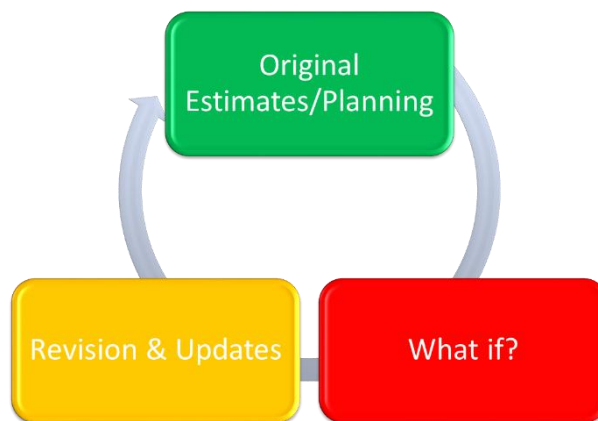 Original
Estimates/Planning
Revision & Updates
What if?